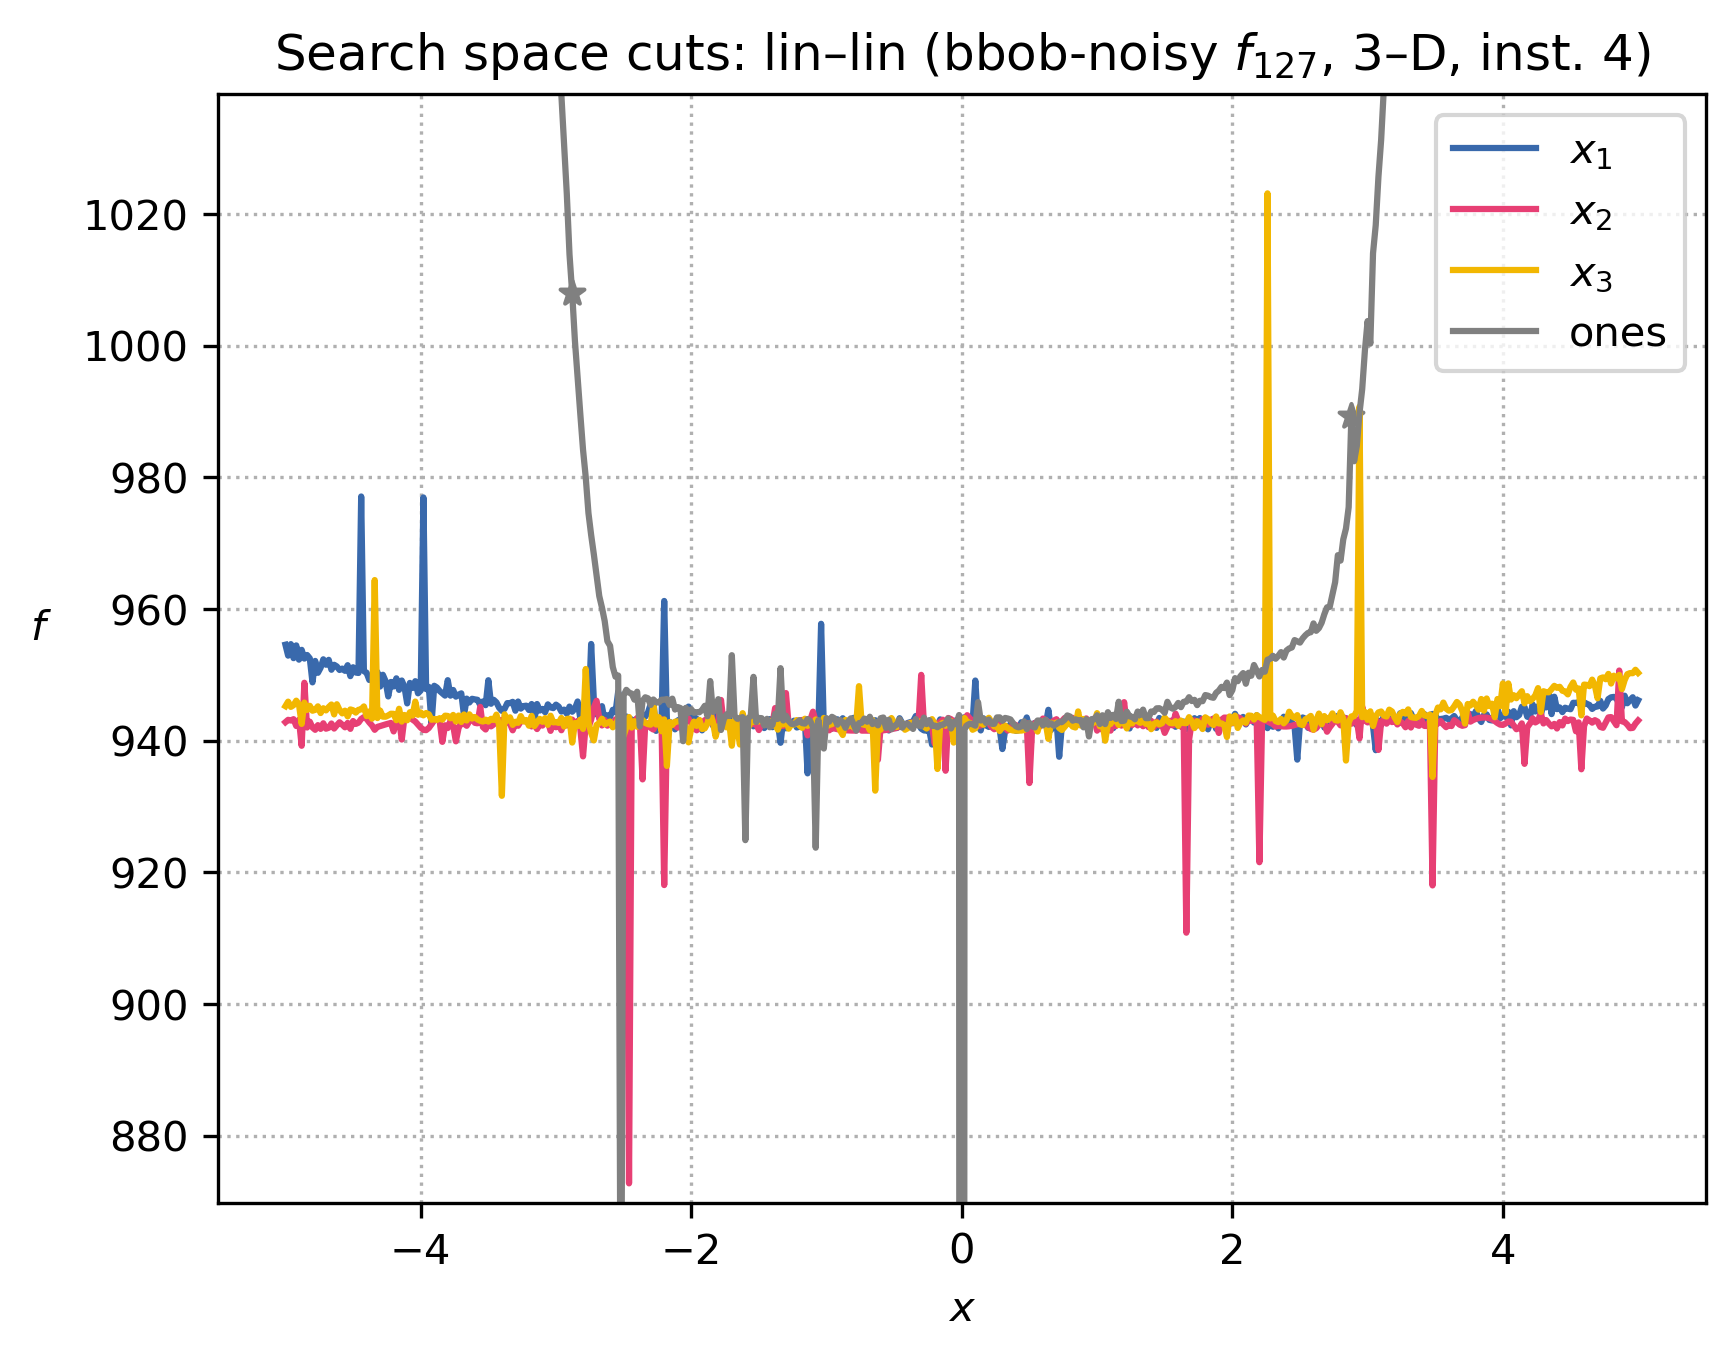 Search space cuts: lin–lin (bbob-noisy f₁₂₇, 3–D, inst. 4)
x₁
x₂
x₃
ones
1020
1000
980
960
940
920
900
880
f
−4
−2
0
2
4
x